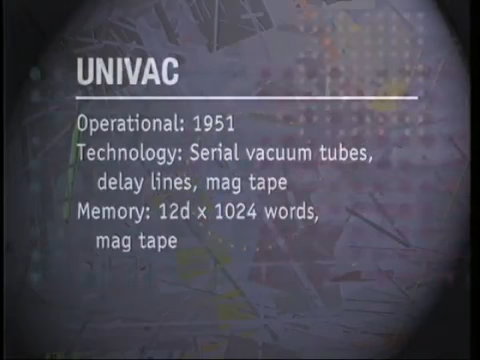 UNIVAC
Operational: 1951
Technology: Serial vacuum tubes,
delay lines, mag tape
Memory: 12d x 1024 words,
mag tape